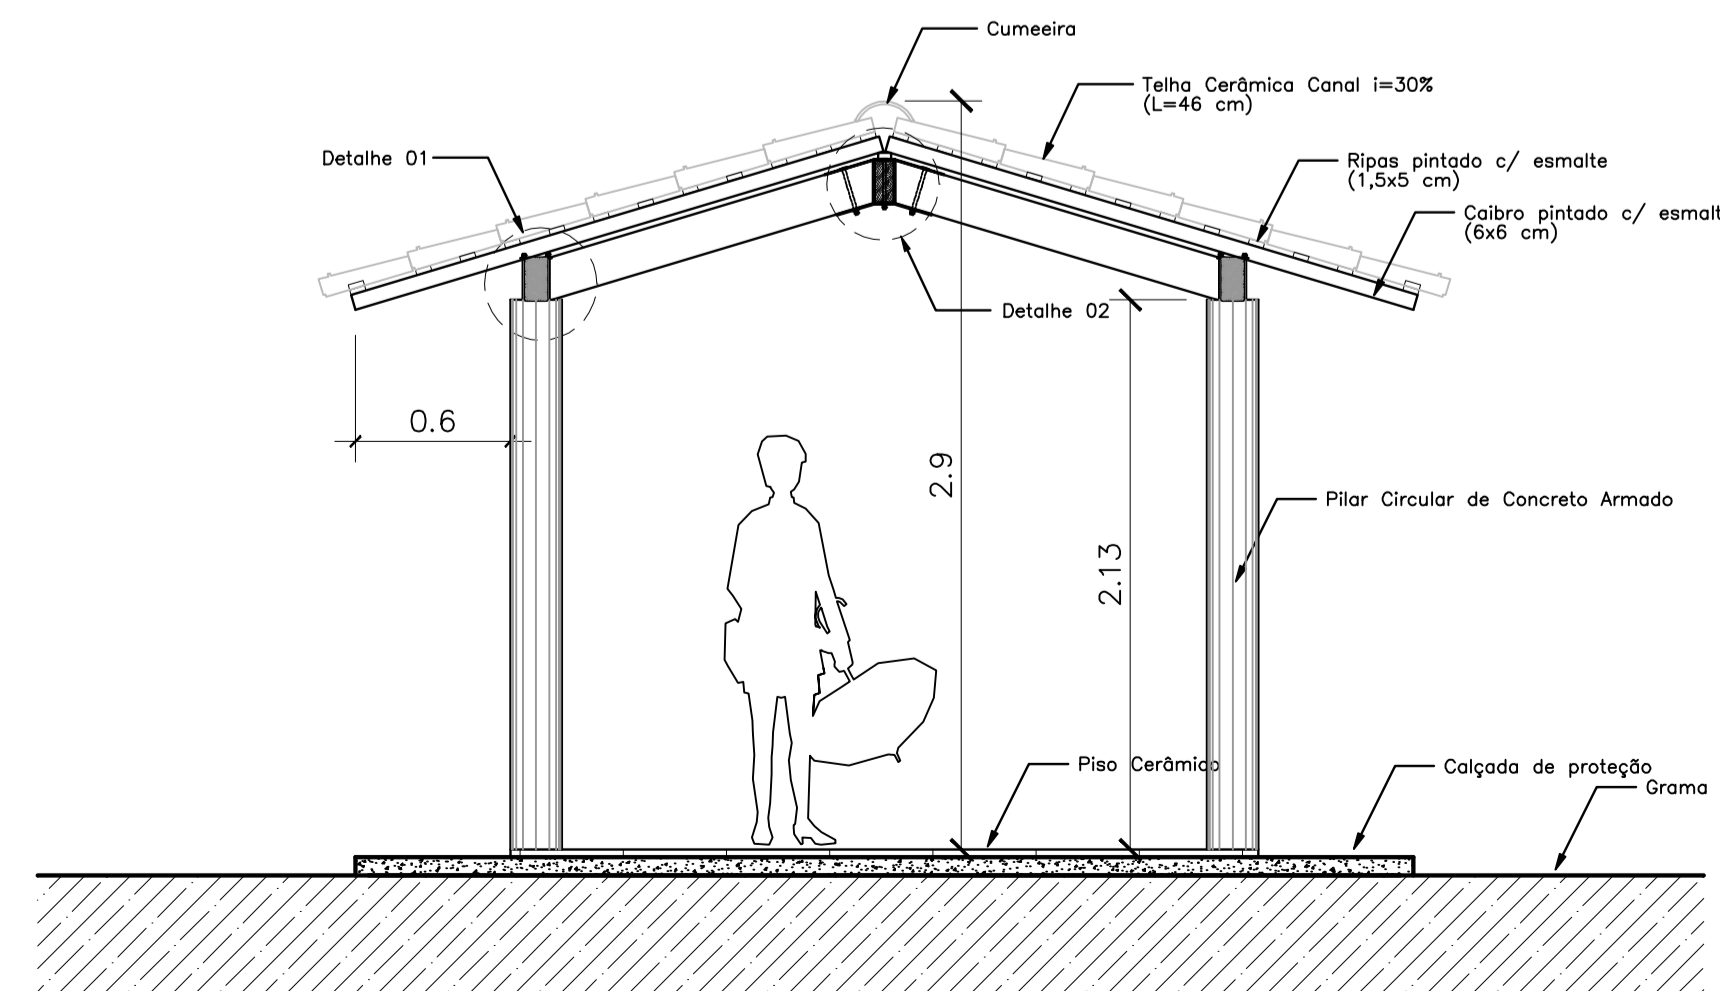 Cumeeira
Telha Cerâmica Canal i=30%
(L=46 cm)
Detalhe 01
Ripas pintado c/ esmalte
(1,5x5 cm)
Caibro pintado c/ esmalt
(6x6 cm)
Detalhe 02
0.6
2.9
Pilar Circular de Concreto Armado
2.13
Piso Cerâmico
Calçada de proteção
Grama